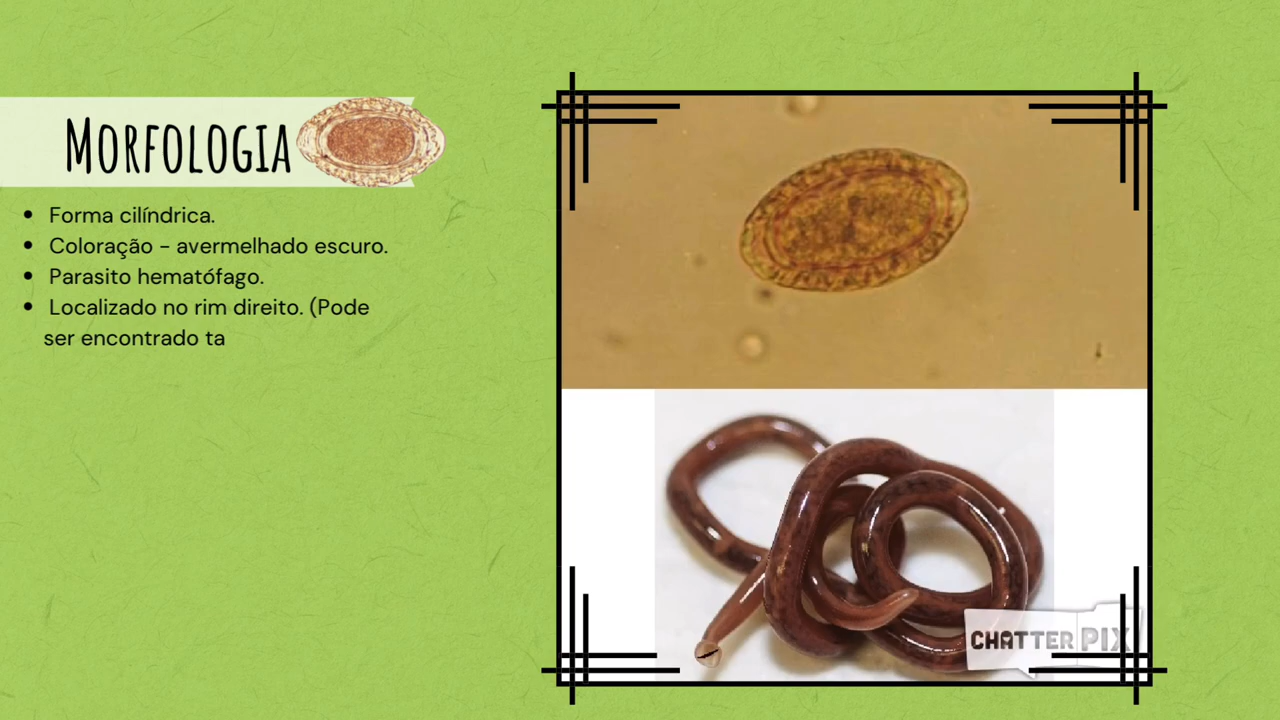 Morfologia
• Forma cilíndrica.
• Coloração - avermelhado escuro.
• Parasito hematófago.
• Localizado no rim direito. (Pode
ser encontrado ta
CHATTER PIX